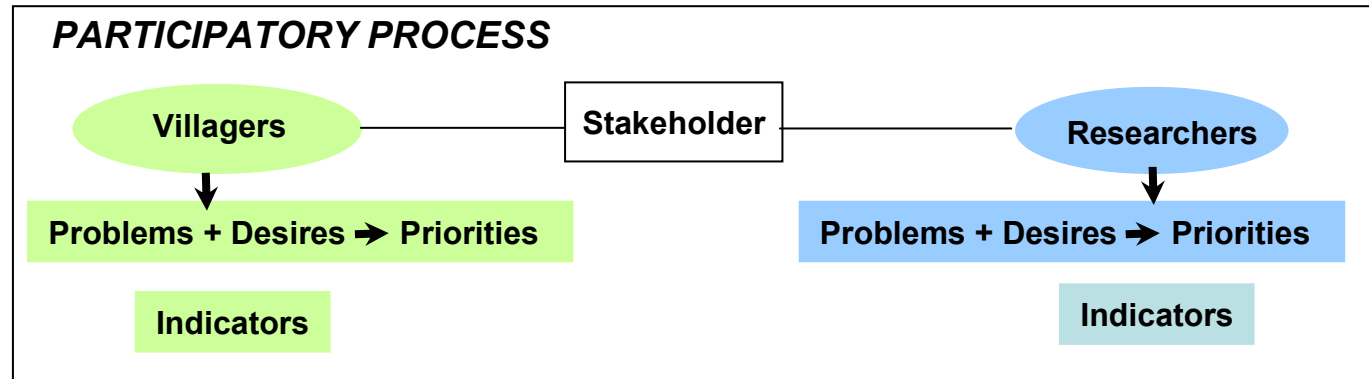 PARTICIPATORY PROCESS
Villagers
Stakeholder
Researchers
Problems + Desires → Priorities
Problems + Desires → Priorities
Indicators
Indicators